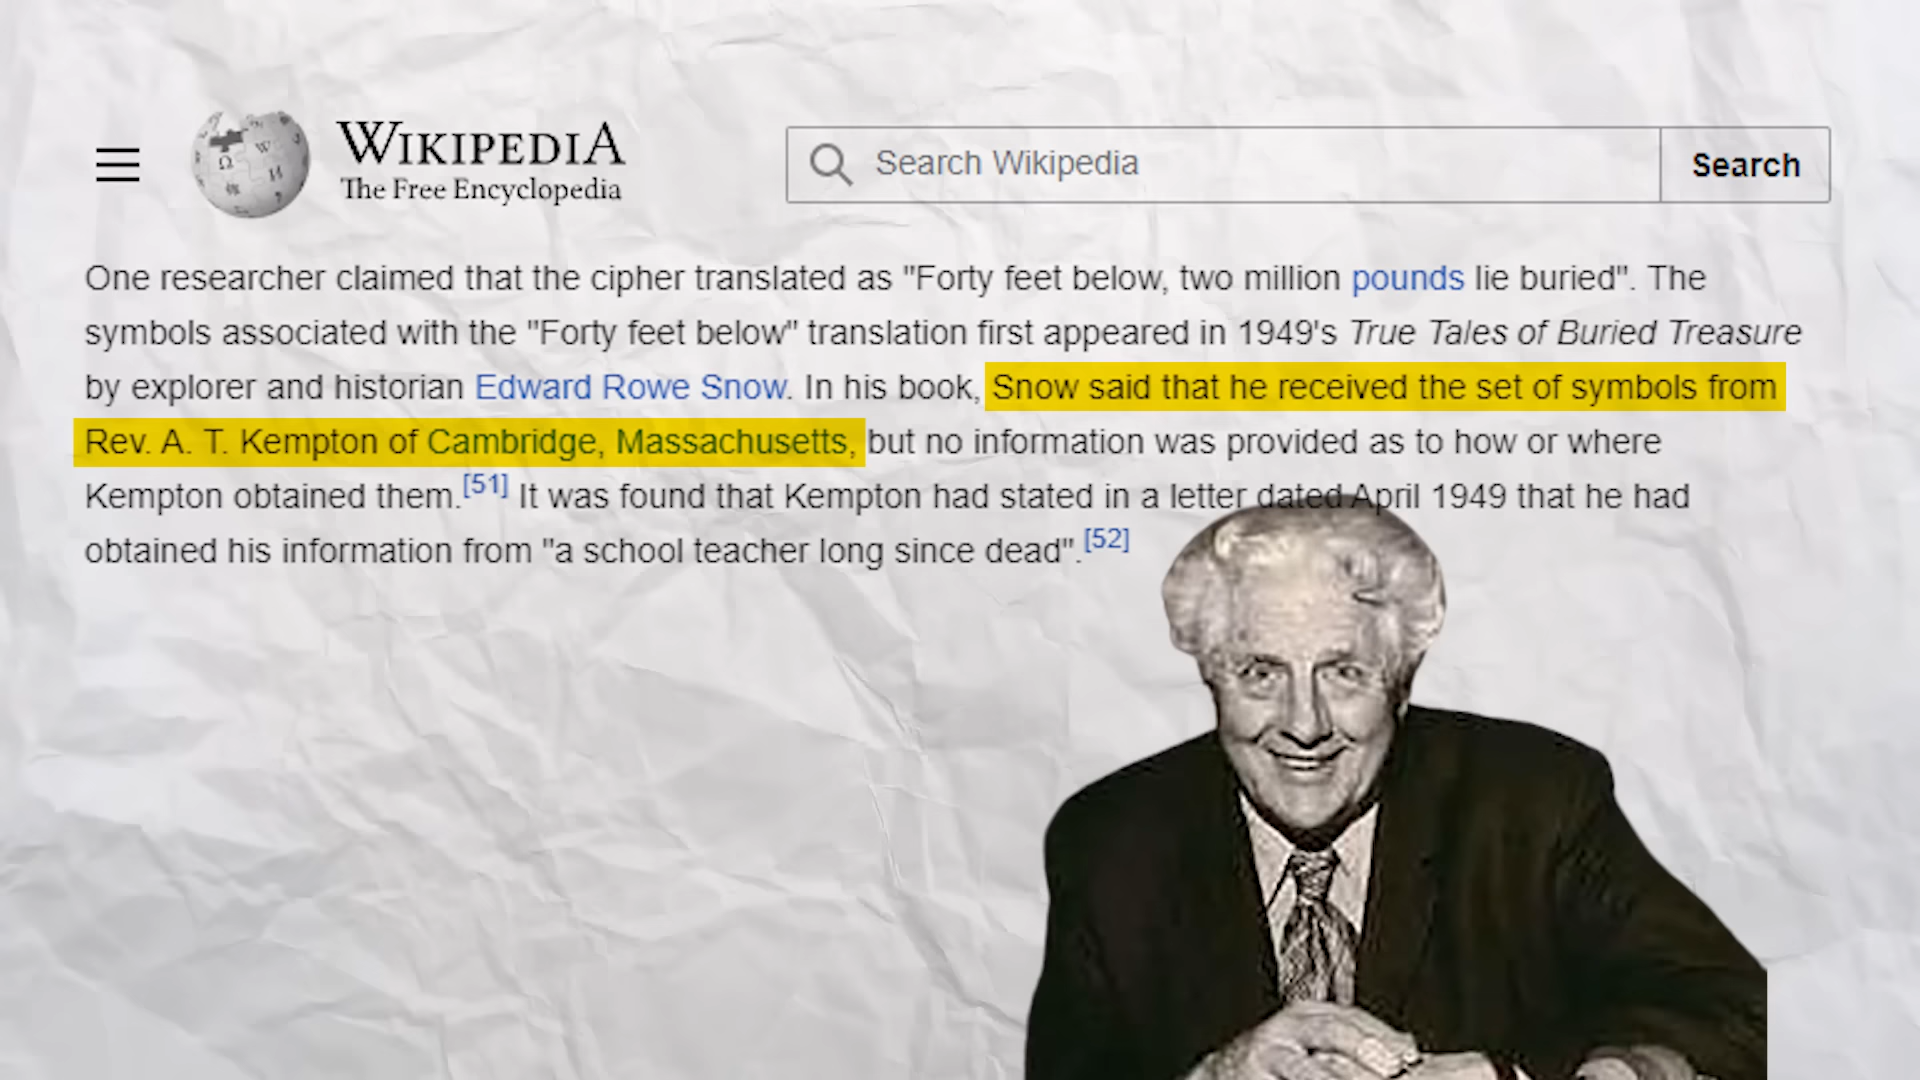 WIKIPEDIA
The Free Encyclopedia
Search Wikipedia
Search
One researcher claimed that the cipher translated as "Forty feet below, two million pounds lie buried". The
symbols associated with the "Forty feet below" translation first appeared in 1949's True Tales of Buried Treasure
by explorer and historian Edward Rowe Snow. In his book, Snow said that he received the set of symbols from
Rev. A. T. Kempton of Cambridge, Massachusetts, but no information was provided as to how or where
Kempton obtained them.[51] It was found that Kempton had stated in a letter dated April 1949 that he had
obtained his information from "a school teacher long since dead".[52]